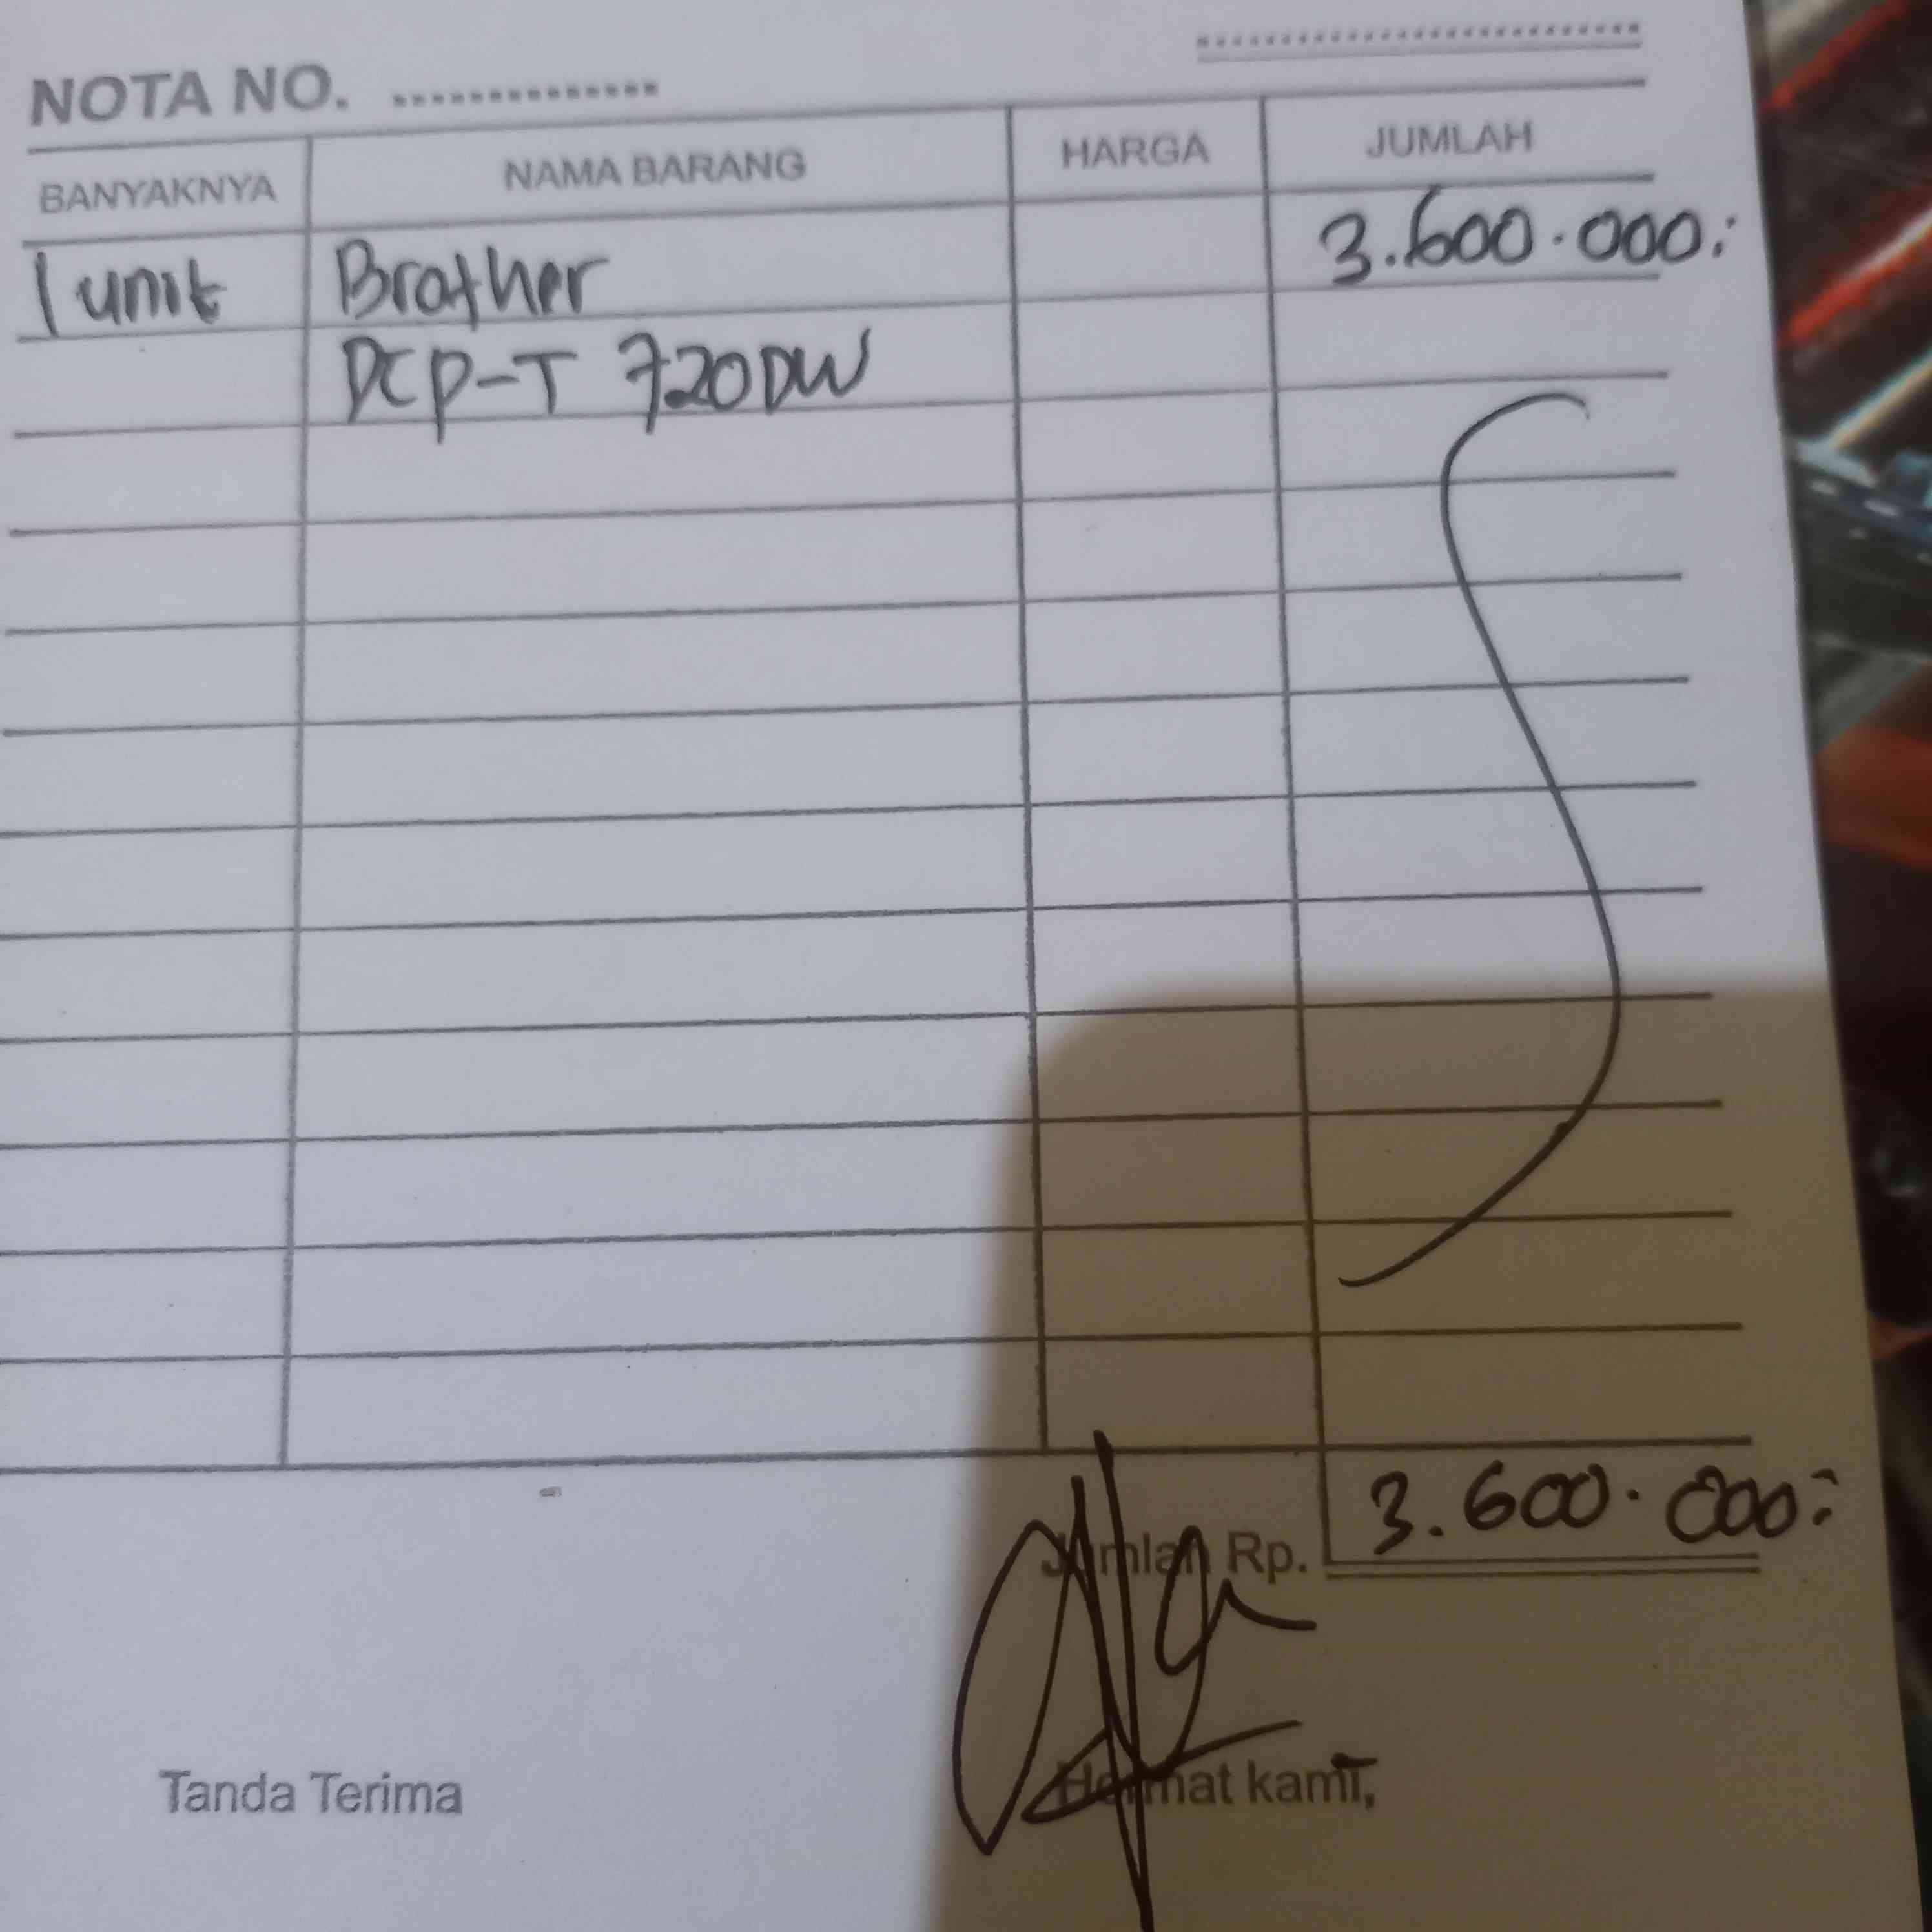 NOTA NO. ...............
BANYAKNYA NAMA BARANG HARGA JUMLAH
1 unit Brother 3.600.000.-
DCP-T 720DW
Jumlah Rp. 3.600.000.-
Tanda Terima Hormat kami,